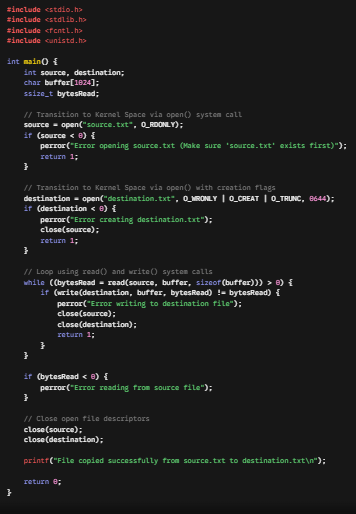 #include <stdio.h>
#include <stdlib.h>
#include <fcntl.h>
#include <unistd.h>

int main() {
    int source, destination;
    char buffer[1024];
    ssize_t bytesRead;

    // Transition to Kernel Space via open() system call
    source = open("source.txt", O_RDONLY);
    if (source < 0) {
        perror("Error opening source.txt (Make sure 'source.txt' exists first)");
        return 1;
    }

    // Transition to Kernel Space via open() with creation flags
    destination = open("destination.txt", O_WRONLY | O_CREAT | O_TRUNC, 0644);
    if (destination < 0) {
        perror("Error creating destination.txt");
        close(source);
        return 1;
    }

    // Loop using read() and write() system calls
    while ((bytesRead = read(source, buffer, sizeof(buffer))) > 0) {
        if (write(destination, buffer, bytesRead) != bytesRead) {
            perror("Error writing to destination file");
            close(source);
            close(destination);
            return 1;
        }
    }

    if (bytesRead < 0) {
        perror("Error reading from source file");
    }

    // Close open file descriptors
    close(source);
    close(destination);

    printf("File copied successfully from source.txt to destination.txt\n");

    return 0;
}